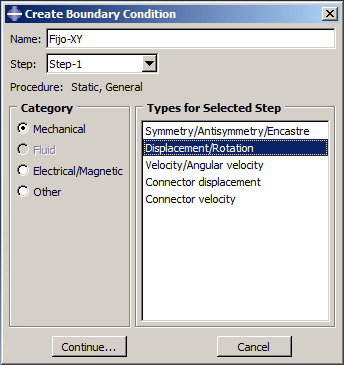 Create Boundary Condition
Name: Fijo-XY
Step: Step-1
Procedure: Static, General
Category
Mechanical
Fluid
Electrical/Magnetic
Other
Types for Selected Step
Symmetry/Antisymmetry/Encastre
Displacement/Rotation
Velocity/Angular velocity
Connector displacement
Connector velocity
Continue... Cancel